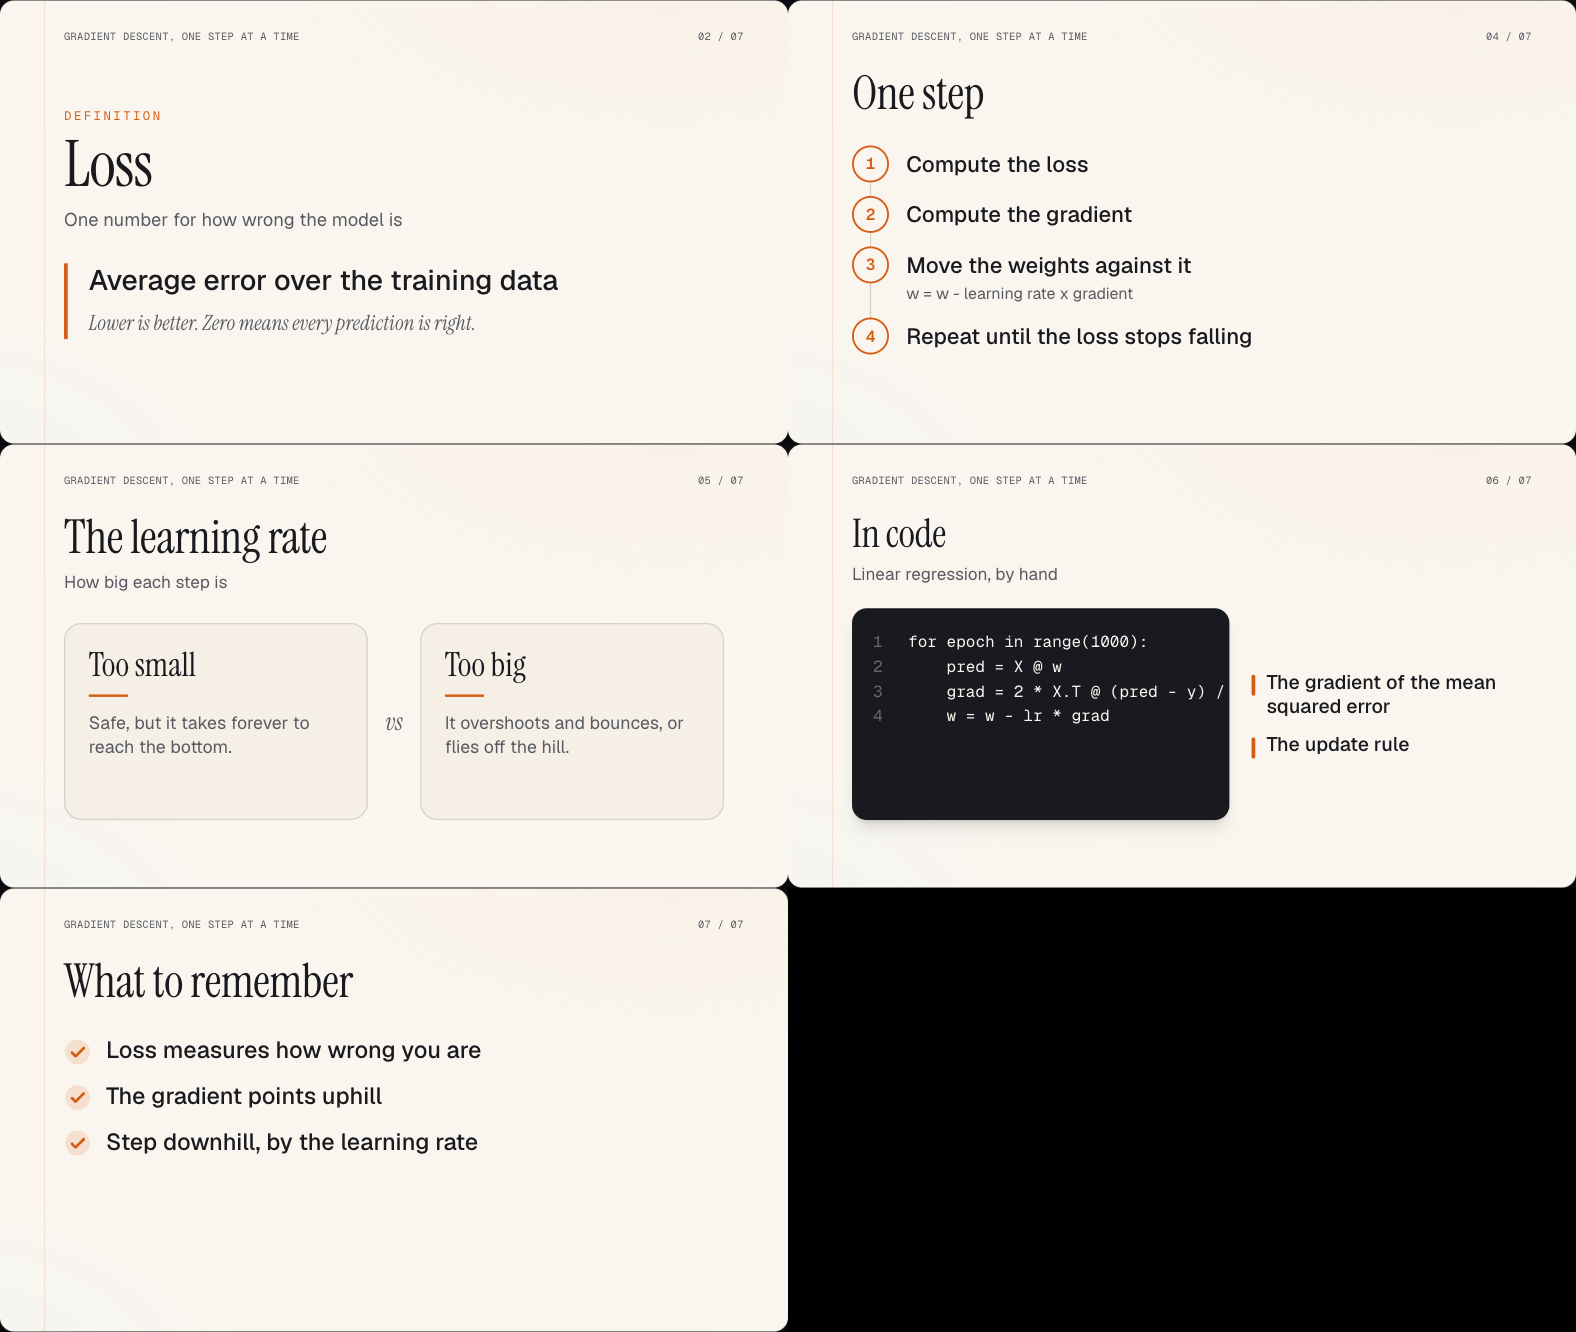 GRADIENT DESCENT, ONE STEP AT A TIME
02 / 07
DEFINITION
Loss
One number for how wrong the model is
Average error over the training data
Lower is better. Zero means every prediction is right.
GRADIENT DESCENT, ONE STEP AT A TIME
04 / 07
One step
1 Compute the loss
2 Compute the gradient
3 Move the weights against it
w = w - learning rate x gradient
4 Repeat until the loss stops falling
GRADIENT DESCENT, ONE STEP AT A TIME
05 / 07
The learning rate
How big each step is
Too small
Safe, but it takes forever to
reach the bottom.
vs
Too big
It overshoots and bounces, or
flies off the hill.
GRADIENT DESCENT, ONE STEP AT A TIME
06 / 07
In code
Linear regression, by hand
1 for epoch in range(1000):
2     pred = X @ w
3     grad = 2 * X.T @ (pred - y) /
4     w = w - lr * grad
The gradient of the mean
squared error
The update rule
GRADIENT DESCENT, ONE STEP AT A TIME
07 / 07
What to remember
Loss measures how wrong you are
The gradient points uphill
Step downhill, by the learning rate